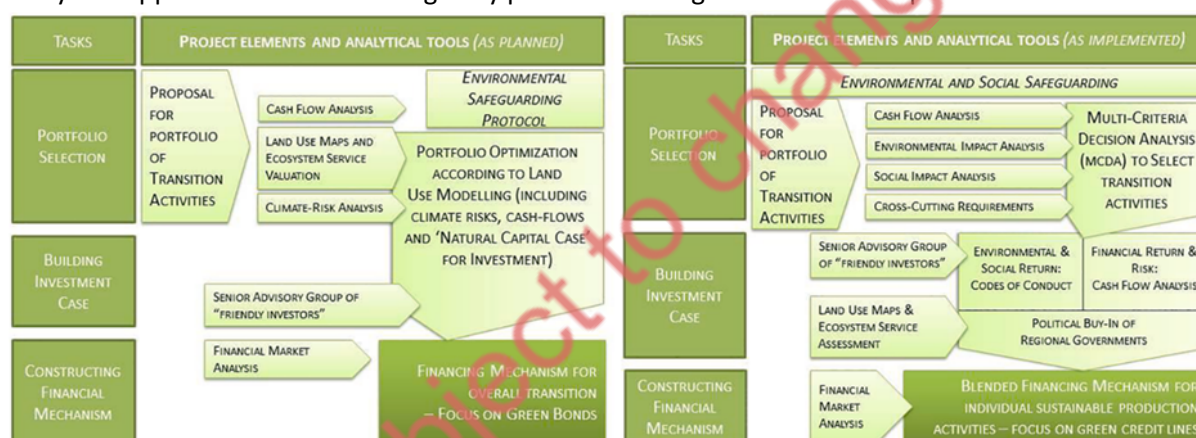 TASKS
PROJECT ELEMENTS AND ANALYTICAL TOOLS (AS PLANNED)
PORTFOLIO
SELECTION
PROPOSAL
FOR
PORTFOLIO
OF
TRANSITION
ACTIVITIES
CASH FLOW ANALYSIS
LAND USE MAPS AND
ECOSYSTEM SERVICE
VALUATION
CLIMATE-RISK ANALYSIS
ENVIRONMENTAL
SAFEGUARDING
PROTOCOL
PORTFOLIO OPTIMIZATION
ACCORDING TO LAND
USE MODELLING (INCLUDING
CLIMATE RISKS, CASH-FLOWS
AND 'NATURAL CAPITAL CASE'
FOR INVESTMENT)
BUILDING
INVESTMENT
CASE
SENIOR ADVISORY GROUP OF
"FRIENDLY INVESTORS"
FINANCIAL MARKET
ANALYSIS
CONSTRUCTING
FINANCIAL
MECHANISM
FINANCING MECHANISM FOR
OVERALL TRANSITION
– FOCUS ON GREEN BONDS
TASKS
PROJECT ELEMENTS AND ANALYTICAL TOOLS (AS IMPLEMENTED)
PORTFOLIO
SELECTION
ENVIRONMENTAL AND SOCIAL SAFEGUARDING
PROPOSAL
FOR
PORTFOLIO
OF
TRANSITION
ACTIVITIES
CASH FLOW ANALYSIS
ENVIRONMENTAL IMPACT ANALYSIS
SOCIAL IMPACT ANALYSIS
CROSS-CUTTING REQUIREMENTS
MULTI-CRITERIA
DECISION ANALYSIS
(MCDA) TO SELECT
TRANSITION
ACTIVITIES
BUILDING
INVESTMENT
CASE
SENIOR ADVISORY GROUP
OF "FRIENDLY INVESTORS"
ENVIRONMENTAL &
SOCIAL RETURN:
CODES OF CONDUCT
FINANCIAL RETURN &
RISK:
CASH FLOW ANALYSIS
LAND USE MAPS &
ECOSYSTEM SERVICE
ASSESSMENT
POLITICAL BUY-IN OF
REGIONAL GOVERNMENTS
CONSTRUCTING
FINANCIAL
MECHANISM
FINANCIAL
MARKET
ANALYSIS
BLENDED FINANCING MECHANISM FOR
INDIVIDUAL SUSTAINABLE PRODUCTION
ACTIVITIES – FOCUS ON GREEN CREDIT LINES
bject to chang